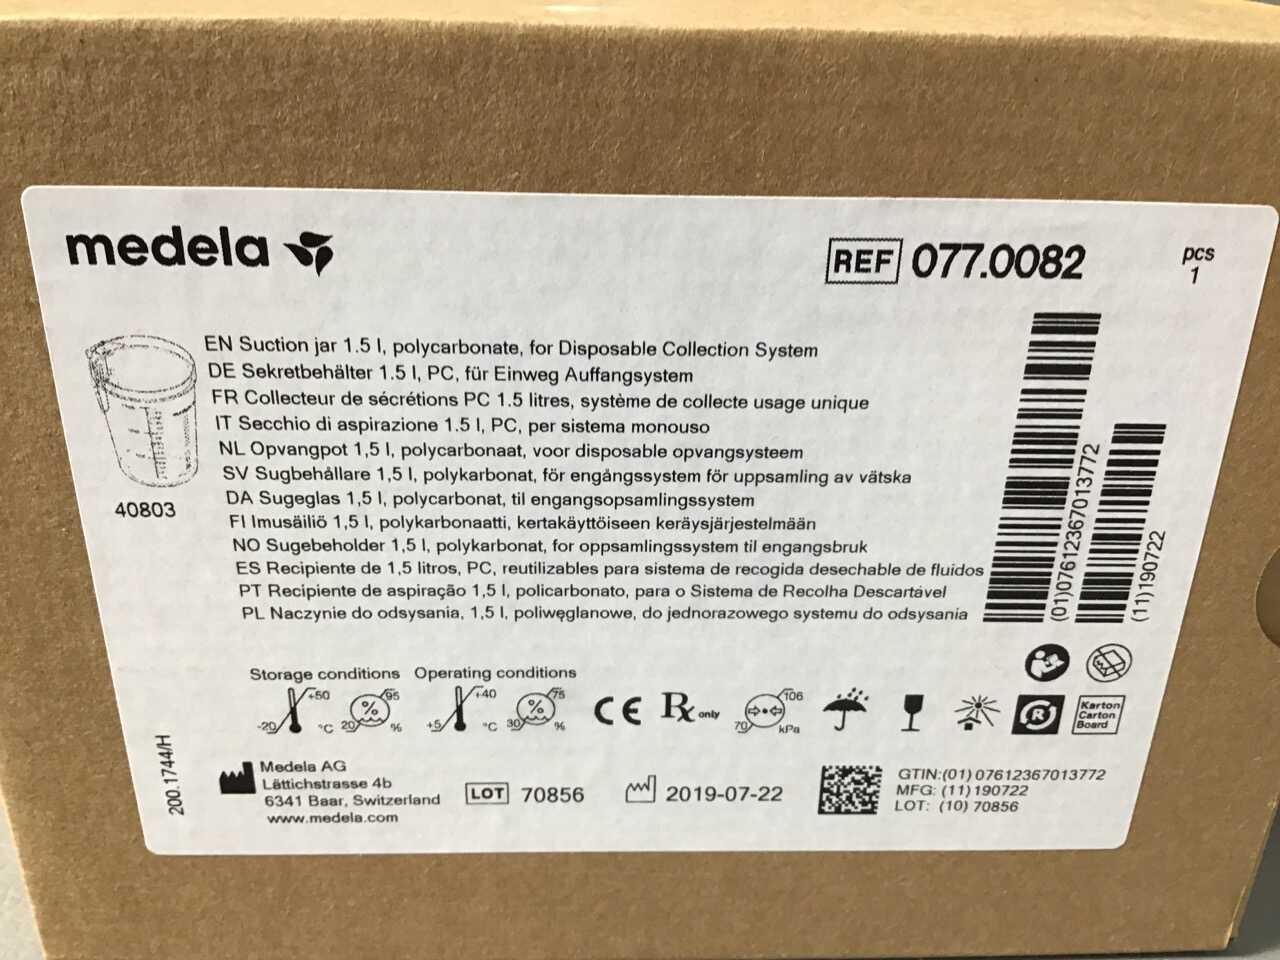 medela
REF 077.0082
pcs
1
EN Suction jar 1.5 l, polycarbonate, for Disposable Collection System
DE Sekretbehälter 1.5 l, PC, für Einweg Auffangsystem
FR Collecteur de sécrétions PC 1.5 litres, système de collecte usage unique
IT Secchio di aspirazione 1.5 l, PC, per sistema monouso
NL Opvangpot 1,5 l, polycarbonaat, voor disposable opvangsysteem
SV Sugbehållare 1,5 l, polykarbonat, för engångssystem för uppsamling av vätska
DA Sugeglas 1,5 l, polycarbonat, til engangsopsamlingssystem
FI Imusäiliö 1,5 l, polykarbonaatti, kertakäyttöiseen keräysjärjestelmään
NO Sugebeholder 1,5 l, polykarbonat, for oppsamlingssystem til engangsbruk
ES Recipiente de 1,5 litros, PC, reutilizables para sistema de recogida desechable de fluidos
PT Recipiente de aspiração 1,5 l, policarbonato, para o Sistema de Recolha Descartável
PL Naczynie do odsysania, 1,5 l, poliwęglanowe, do jednorazowego systemu do odsysania
40803
(01)07612367013772
(11)190722
Storage conditions
Operating conditions
-20 +50 °C
20 % 95 %
+5 +40 °C
30 % 75 %
CE
Rx only
70 106 kPa
R
Karton
Carton
Board
200.1744/H
Medela AG
Lättichstrasse 4b
6341 Baar, Switzerland
www.medela.com
LOT 70856
2019-07-22
GTIN:(01) 07612367013772
MFG: (11) 190722
LOT: (10) 70856